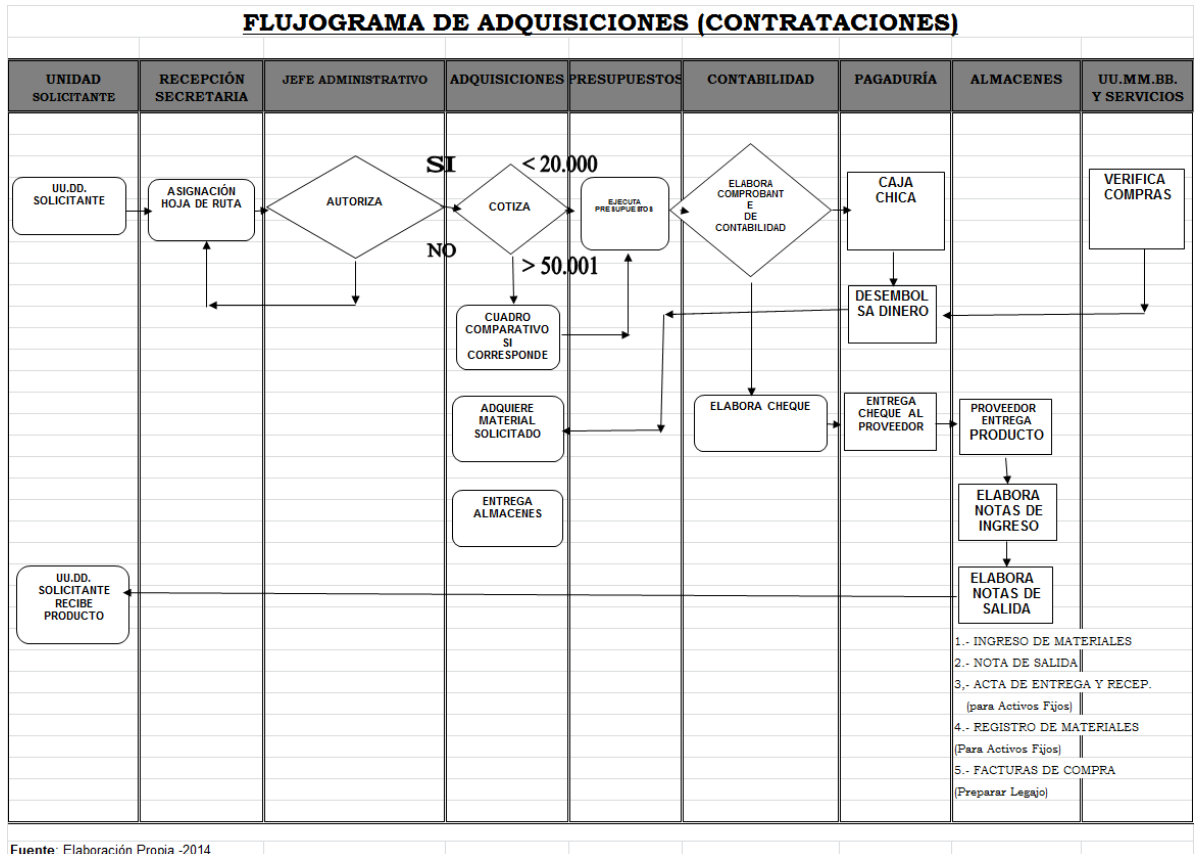 FLUJOGRAMA DE ADQUISICIONES (CONTRATACIONES)
UNIDAD
SOLICITANTE
RECEPCIÓN
SECRETARIA
JEFE ADMINISTRATIVO
ADQUISICIONES
PRESUPUESTOS
CONTABILIDAD
PAGADURÍA
ALMACENES
UU.MM.BB.
Y SERVICIOS
UU.DD.
SOLICITANTE
ASIGNACIÓN
HOJA DE RUTA
AUTORIZA
SI
NO
COTIZA
< 20.000
> 50.001
EJECUTA
PRESUPUESTOS
ELABORA
COMPROBANT
E
DE
CONTABILIDAD
CAJA
CHICA
VERIFICA
COMPRAS
CUADRO
COMPARATIVO
SI
CORRESPONDE
DESEMBOL
SA DINERO
ADQUIERE
MATERIAL
SOLICITADO
ELABORA CHEQUE
ENTREGA
CHEQUE AL
PROVEEDOR
PROVEEDOR
ENTREGA
PRODUCTO
ENTREGA
ALMACENES
ELABORA
NOTAS DE
INGRESO
UU.DD.
SOLICITANTE
RECIBE
PRODUCTO
ELABORA
NOTAS DE
SALIDA
1.- INGRESO DE MATERIALES
2.- NOTA DE SALIDA
3,- ACTA DE ENTREGA Y RECEP.
(para Activos Fijos)
4.- REGISTRO DE MATERIALES
(Para Activos Fijos)
5.- FACTURAS DE COMPRA
(Preparar Legajo)
Fuente: Elaboración Propia -2014